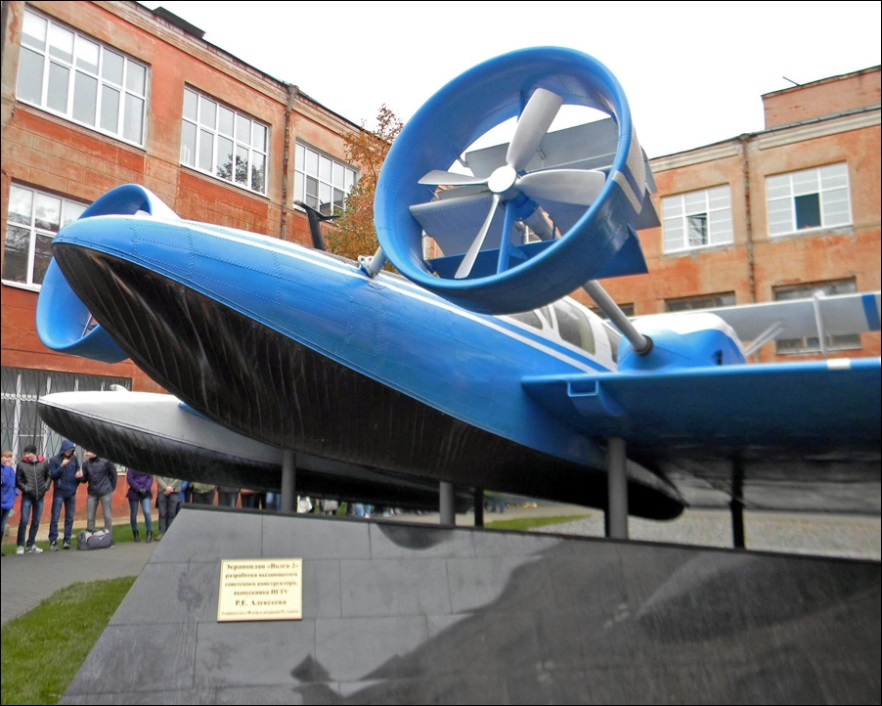 Экраноплан «Волга-2»
разработка выдающегося
советского конструктора,
выпускника НГТУ
Р.Е. Алексеева